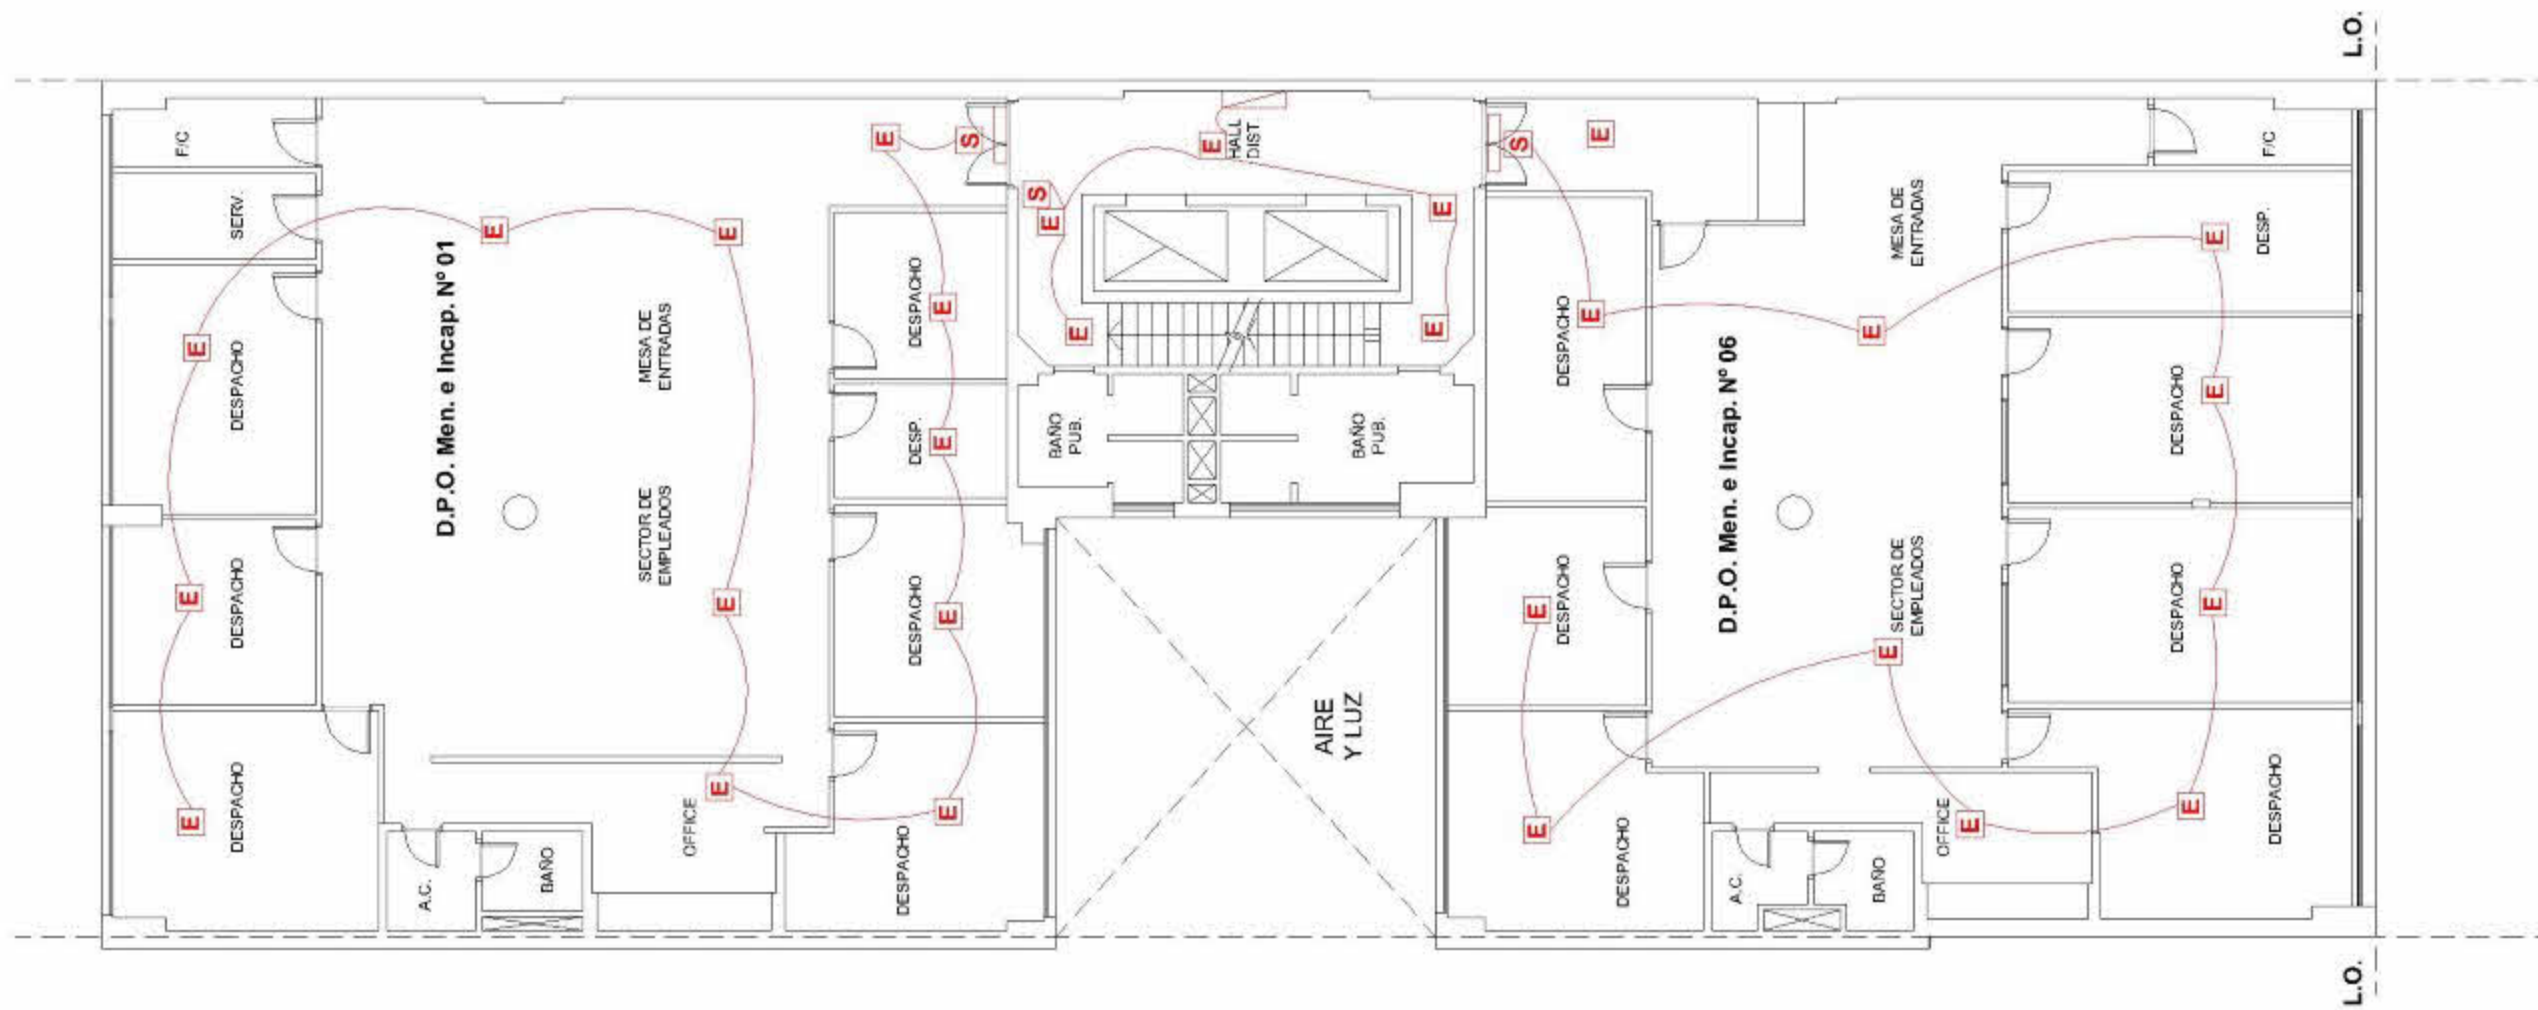 L.O.
F/C
SERV.
DESPACHO
DESPACHO
DESPACHO
D.P.O. Men. e Incap. Nº 01
MESA DE
ENTRADAS
SECTOR DE
EMPLEADOS
A.C.
BAÑO
OFFICE
E
E
E
E
E
E
E
E
E
S
DESPACHO
E
DESP.
E
DESPACHO
E
DESPACHO
E
S
E
E
E
HALL
DIST.
E
E
BAÑO
PUB.
BAÑO
PUB.
AIRE
Y LUZ
S
E
DESPACHO
E
DESPACHO
E
DESPACHO
E
D.P.O. Men. e Incap. Nº 06
MESA DE
ENTRADAS
E
SECTOR DE
EMPLEADOS
E
A.C.
BAÑO
OFFICE
E
F/C
DESP.
E
DESPACHO
E
DESPACHO
E
DESPACHO
E
L.O.